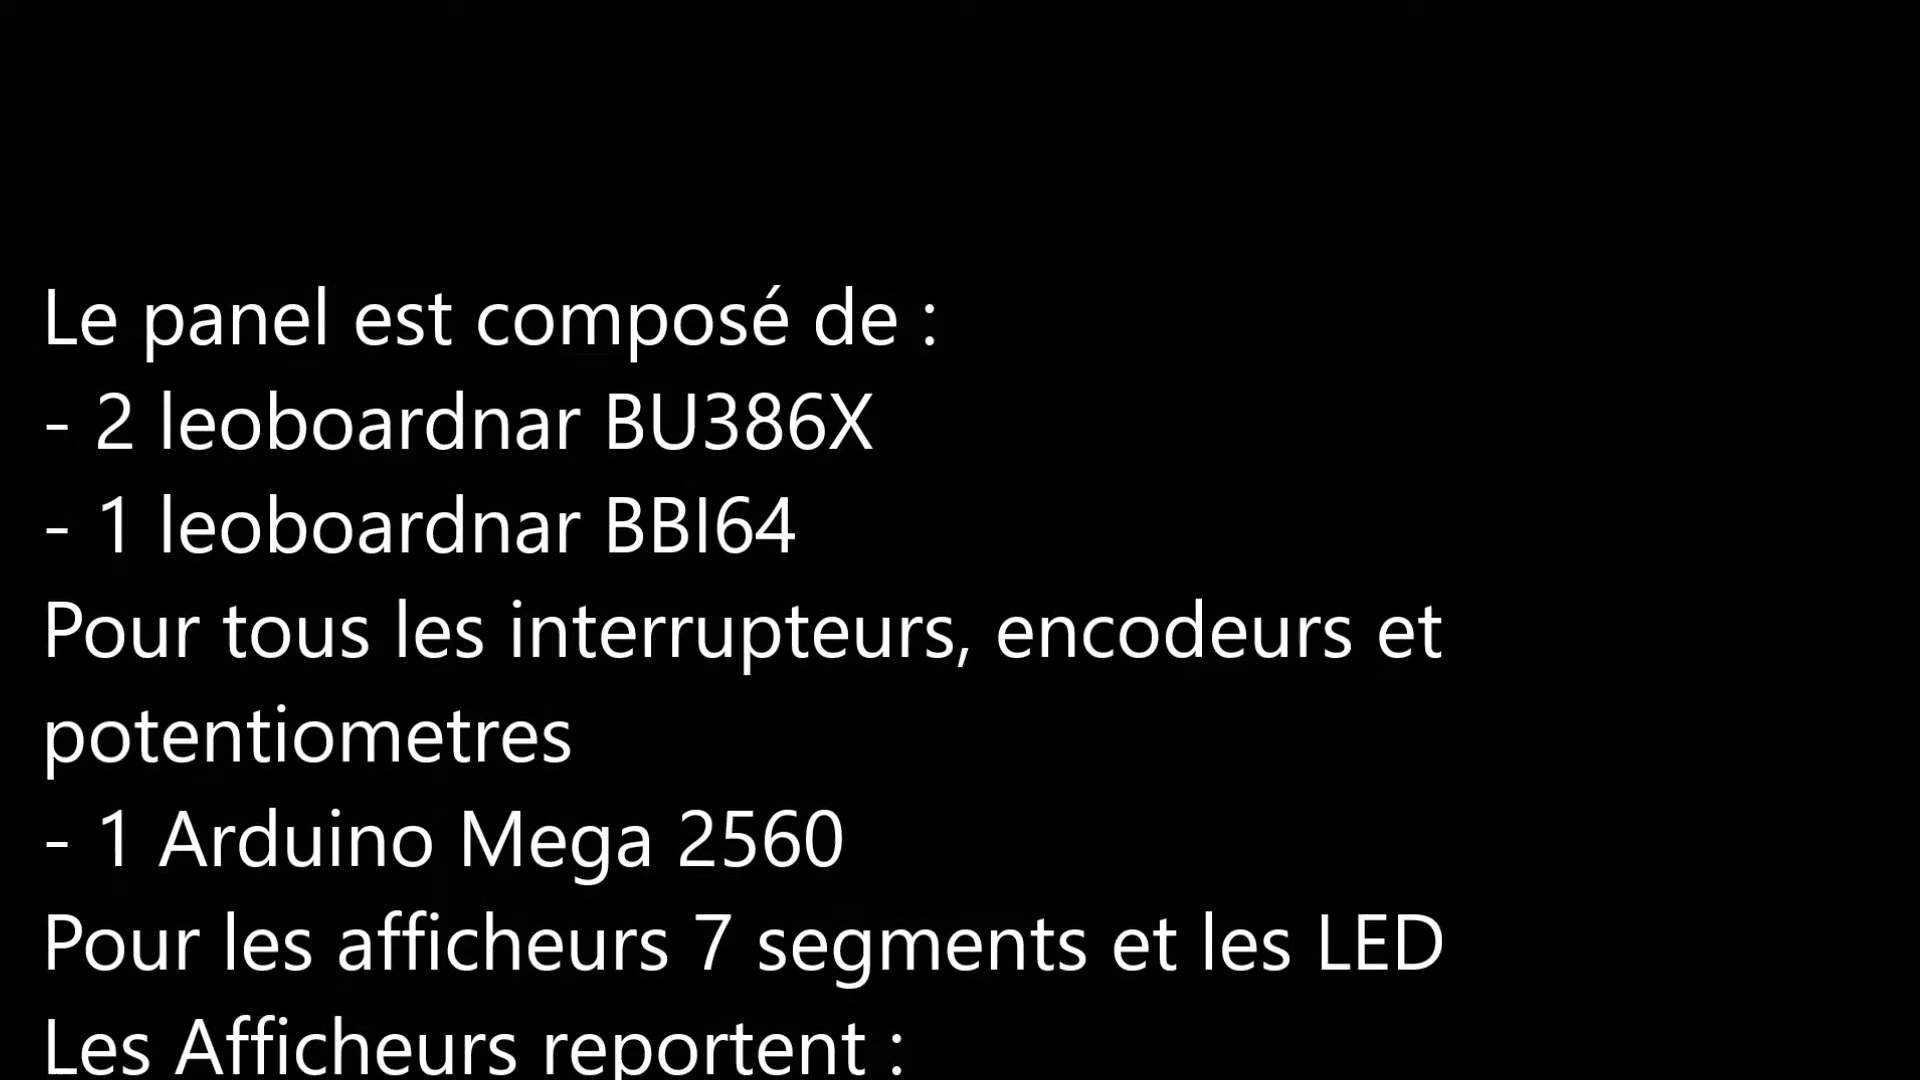 Le panel est composé de :
- 2 leoboardnar BU386X
- 1 leoboardnar BBI64
Pour tous les interrupteurs, encodeurs et
potentiometres
- 1 Arduino Mega 2560
Pour les afficheurs 7 segments et les LED
Les Afficheurs reportent :